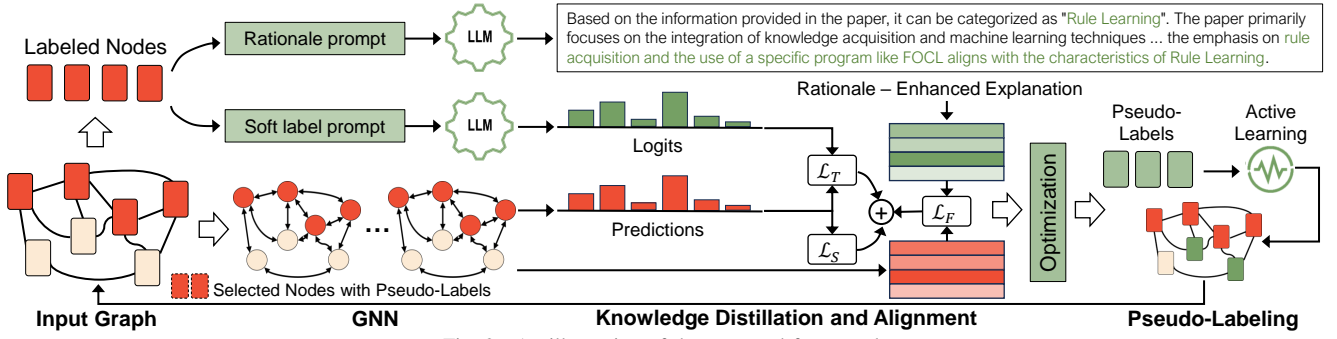 Labeled Nodes
Rationale prompt
LLM
Based on the information provided in the paper, it can be categorized as "Rule Learning". The paper primarily
focuses on the integration of knowledge acquisition and machine learning techniques ... the emphasis on rule
acquisition and the use of a specific program like FOCL aligns with the characteristics of Rule Learning.
Soft label prompt
LLM
Logits
Rationale – Enhanced Explanation
Pseudo-
Labels
Active
Learning
ℒT
ℒF
ℒS
+
Optimization
...
Predictions
Selected Nodes with Pseudo-Labels
Input Graph
GNN
Knowledge Distillation and Alignment
Pseudo-Labeling